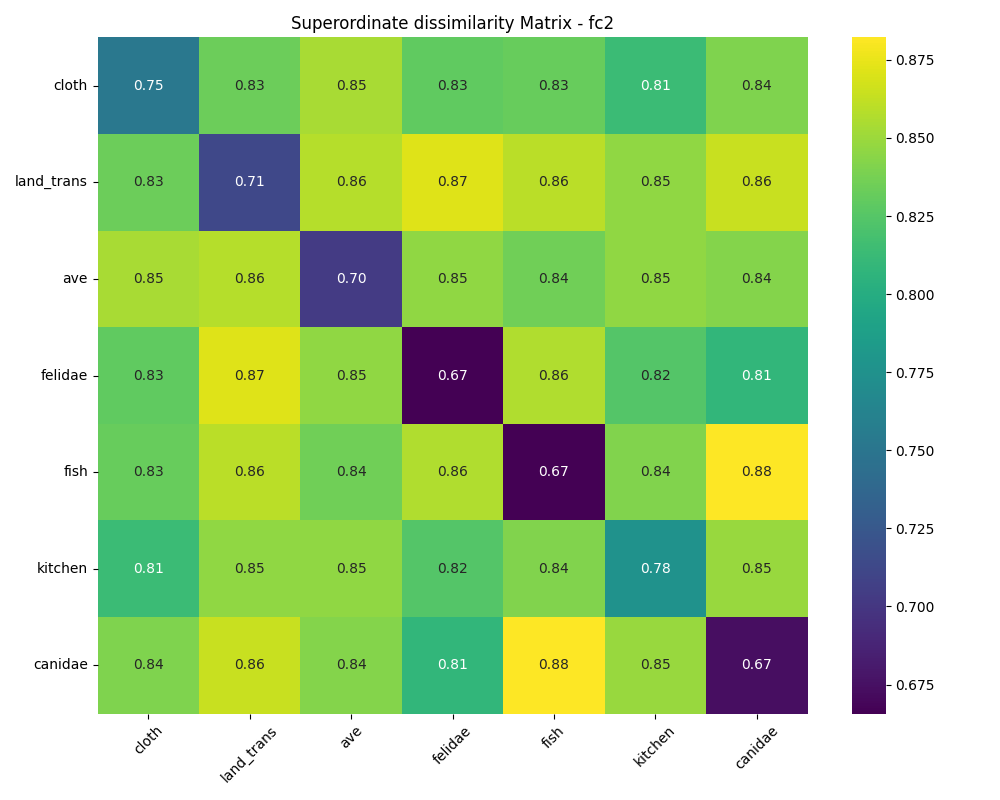 Superordinate dissimilarity Matrix - fc2
cloth 0.75 0.83 0.85 0.83 0.83 0.81 0.84
land_trans 0.83 0.71 0.86 0.87 0.86 0.85 0.86
ave 0.85 0.86 0.70 0.85 0.84 0.85 0.84
felidae 0.83 0.87 0.85 0.67 0.86 0.82 0.81
fish 0.83 0.86 0.84 0.86 0.67 0.84 0.88
kitchen 0.81 0.85 0.85 0.82 0.84 0.78 0.85
canidae 0.84 0.86 0.84 0.81 0.88 0.85 0.67
cloth land_trans ave felidae fish kitchen canidae
0.875
0.850
0.825
0.800
0.775
0.750
0.725
0.700
0.675